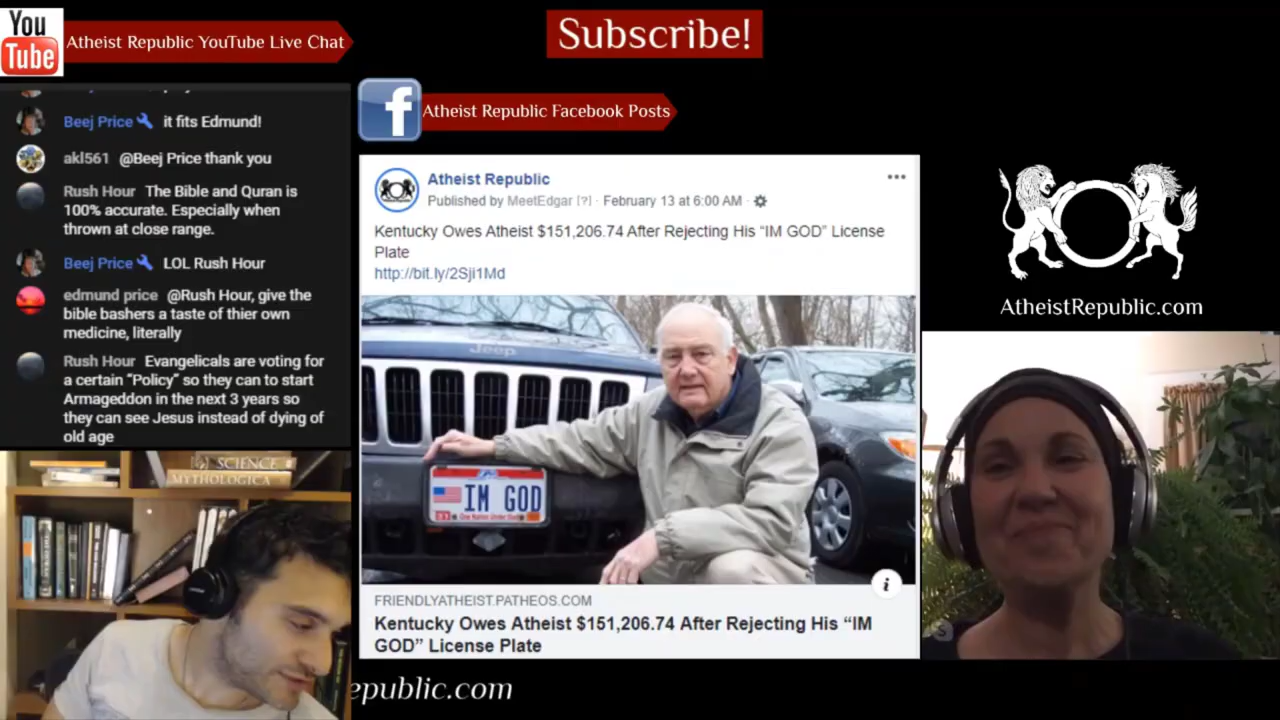 You
Tube
Atheist Republic YouTube Live Chat
Subscribe!
Beej Price it fits Edmund!
akl561 @Beej Price thank you
Rush Hour The Bible and Quran is
100% accurate. Especially when
thrown at close range.
Beej Price LOL Rush Hour
edmund price @Rush Hour, give the
bible bashers a taste of thier own
medicine, literally
Rush Hour Evangelicals are voting for
a certain "Policy" so they can to start
Armageddon in the next 3 years so
they can see Jesus instead of dying of
old age
f
Atheist Republic Facebook Posts
Atheist Republic
Published by MeetEdgar [?] · February 13 at 6:00 AM ·
Kentucky Owes Atheist $151,206.74 After Rejecting His “IM GOD” License
Plate
http://bit.ly/2Sji1Md
Jeep
IM GOD
One Nation Under God
i
FRIENDLYATHEIST.PATHEOS.COM
Kentucky Owes Atheist $151,206.74 After Rejecting His “IM
GOD” License Plate
AtheistRepublic.com
SCIENCE
MYTHOLOGICA
S
epublic.com